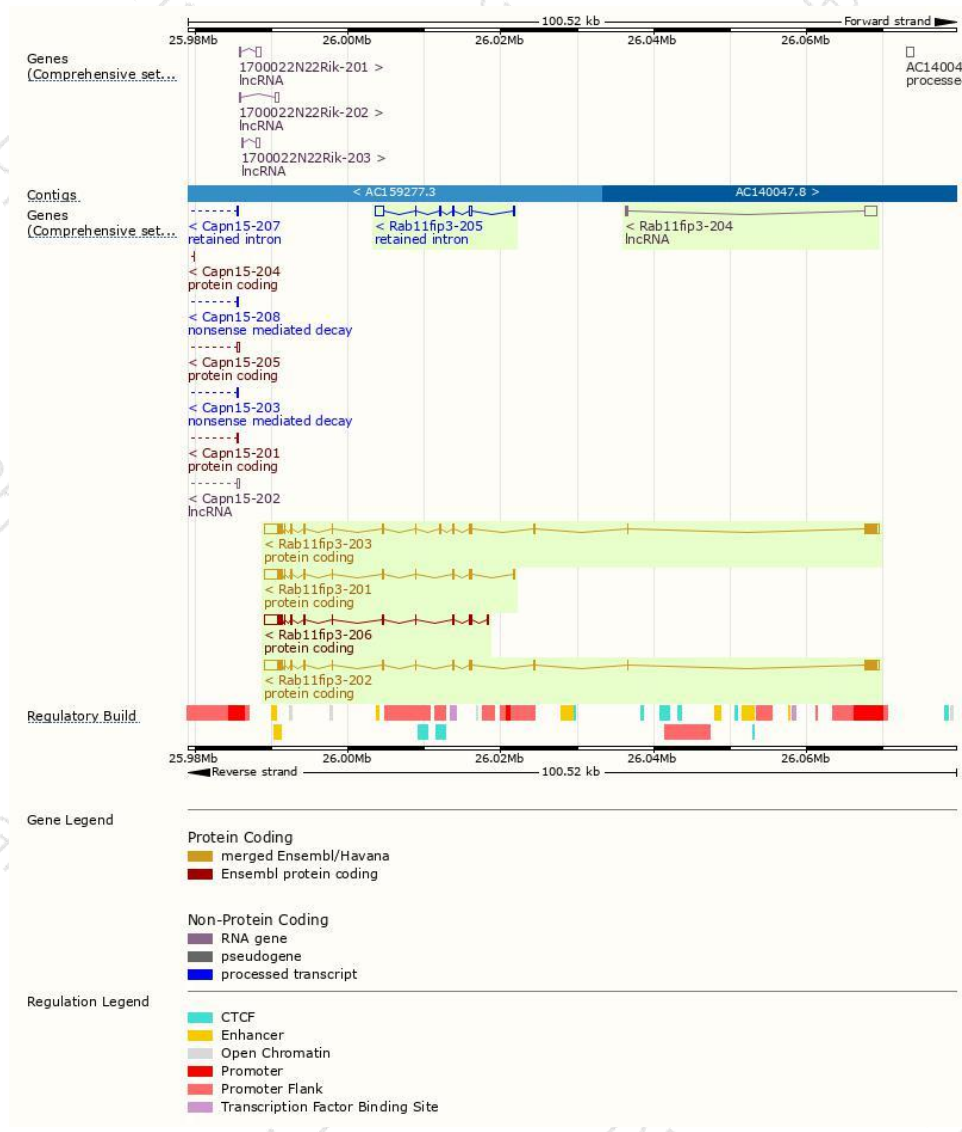 100.52 kb Forward strand
25.98Mb 26.00Mb 26.02Mb 26.04Mb 26.06Mb
Genes
(Comprehensive set...
1700022N22Rik-201 >
lncRNA
1700022N22Rik-202 >
lncRNA
1700022N22Rik-203 >
lncRNA
AC14004
processe
Contigs
< AC159277.3 AC140047.8 >
Genes
(Comprehensive set...
< Capn15-207 < Rab11fip3-205 < Rab11fip3-204
retained intron retained intron lncRNA
< Capn15-204
protein coding
< Capn15-208
nonsense mediated decay
< Capn15-205
protein coding
< Capn15-203
nonsense mediated decay
< Capn15-201
protein coding
< Capn15-202
lncRNA
< Rab11fip3-203
protein coding
< Rab11fip3-201
protein coding
< Rab11fip3-206
protein coding
< Rab11fip3-202
protein coding
Regulatory Build
25.98Mb 26.00Mb 26.02Mb 26.04Mb 26.06Mb
Reverse strand 100.52 kb
Gene Legend
Protein Coding
merged Ensembl/Havana
Ensembl protein coding
Non-Protein Coding
RNA gene
pseudogene
processed transcript
Regulation Legend
CTCF
Enhancer
Open Chromatin
Promoter
Promoter Flank
Transcription Factor Binding Site